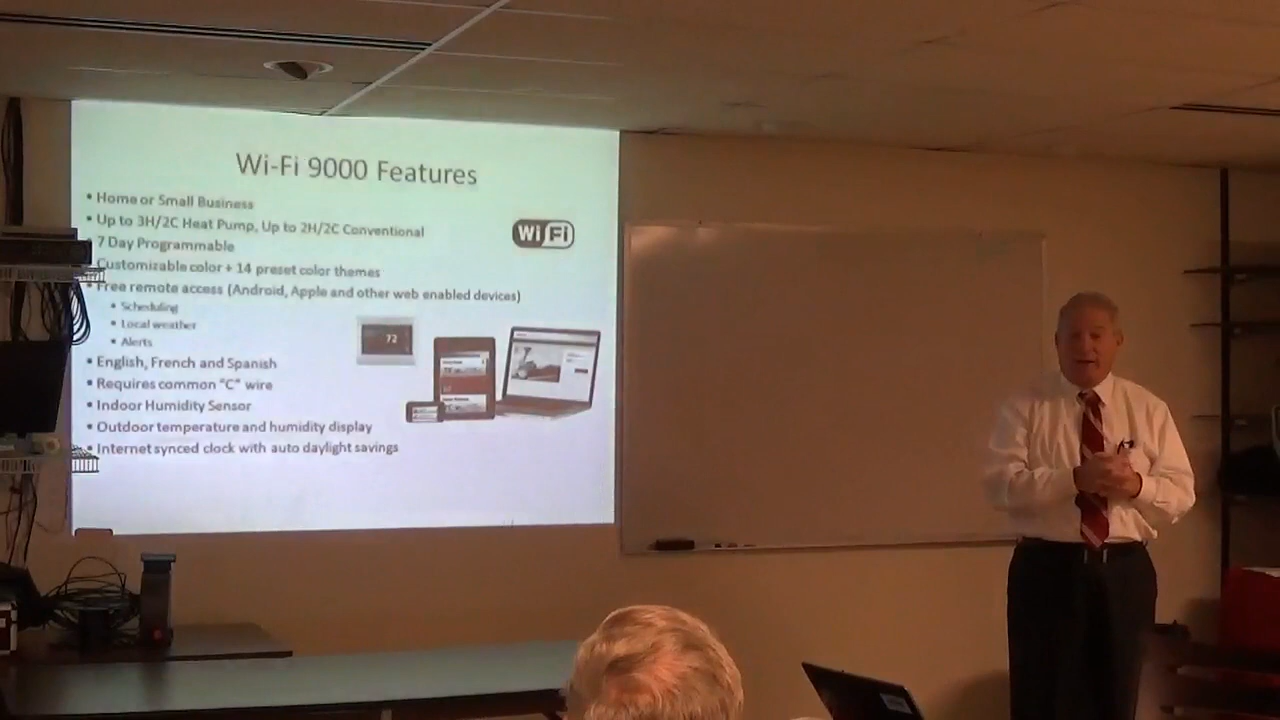 Wi-Fi 9000 Features
• Home or Small Business
• Up to 3H/2C Heat Pump, Up to 2H/2C Conventional
WiFi
• 7 Day Programmable
• Customizable color + 14 preset color themes
• Free remote access (Android, Apple and other web enabled devices)
• Scheduling
• Local weather
• Alerts
72
• English, French and Spanish
• Requires common "C" wire
• Indoor Humidity Sensor
• Outdoor temperature and humidity display
• Internet synced clock with auto daylight savings